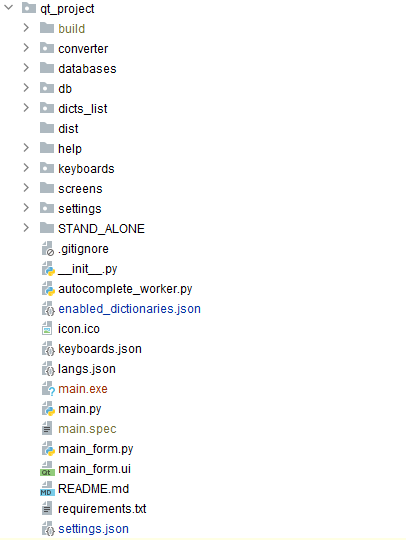 qt_project
build
converter
databases
db
dicts_list
dist
help
keyboards
screens
settings
STAND_ALONE
.gitignore
__init__.py
autocomplete_worker.py
enabled_dictionaries.json
icon.ico
keyboards.json
langs.json
main.exe
main.py
main.spec
main_form.py
main_form.ui
README.md
requirements.txt
settings.json